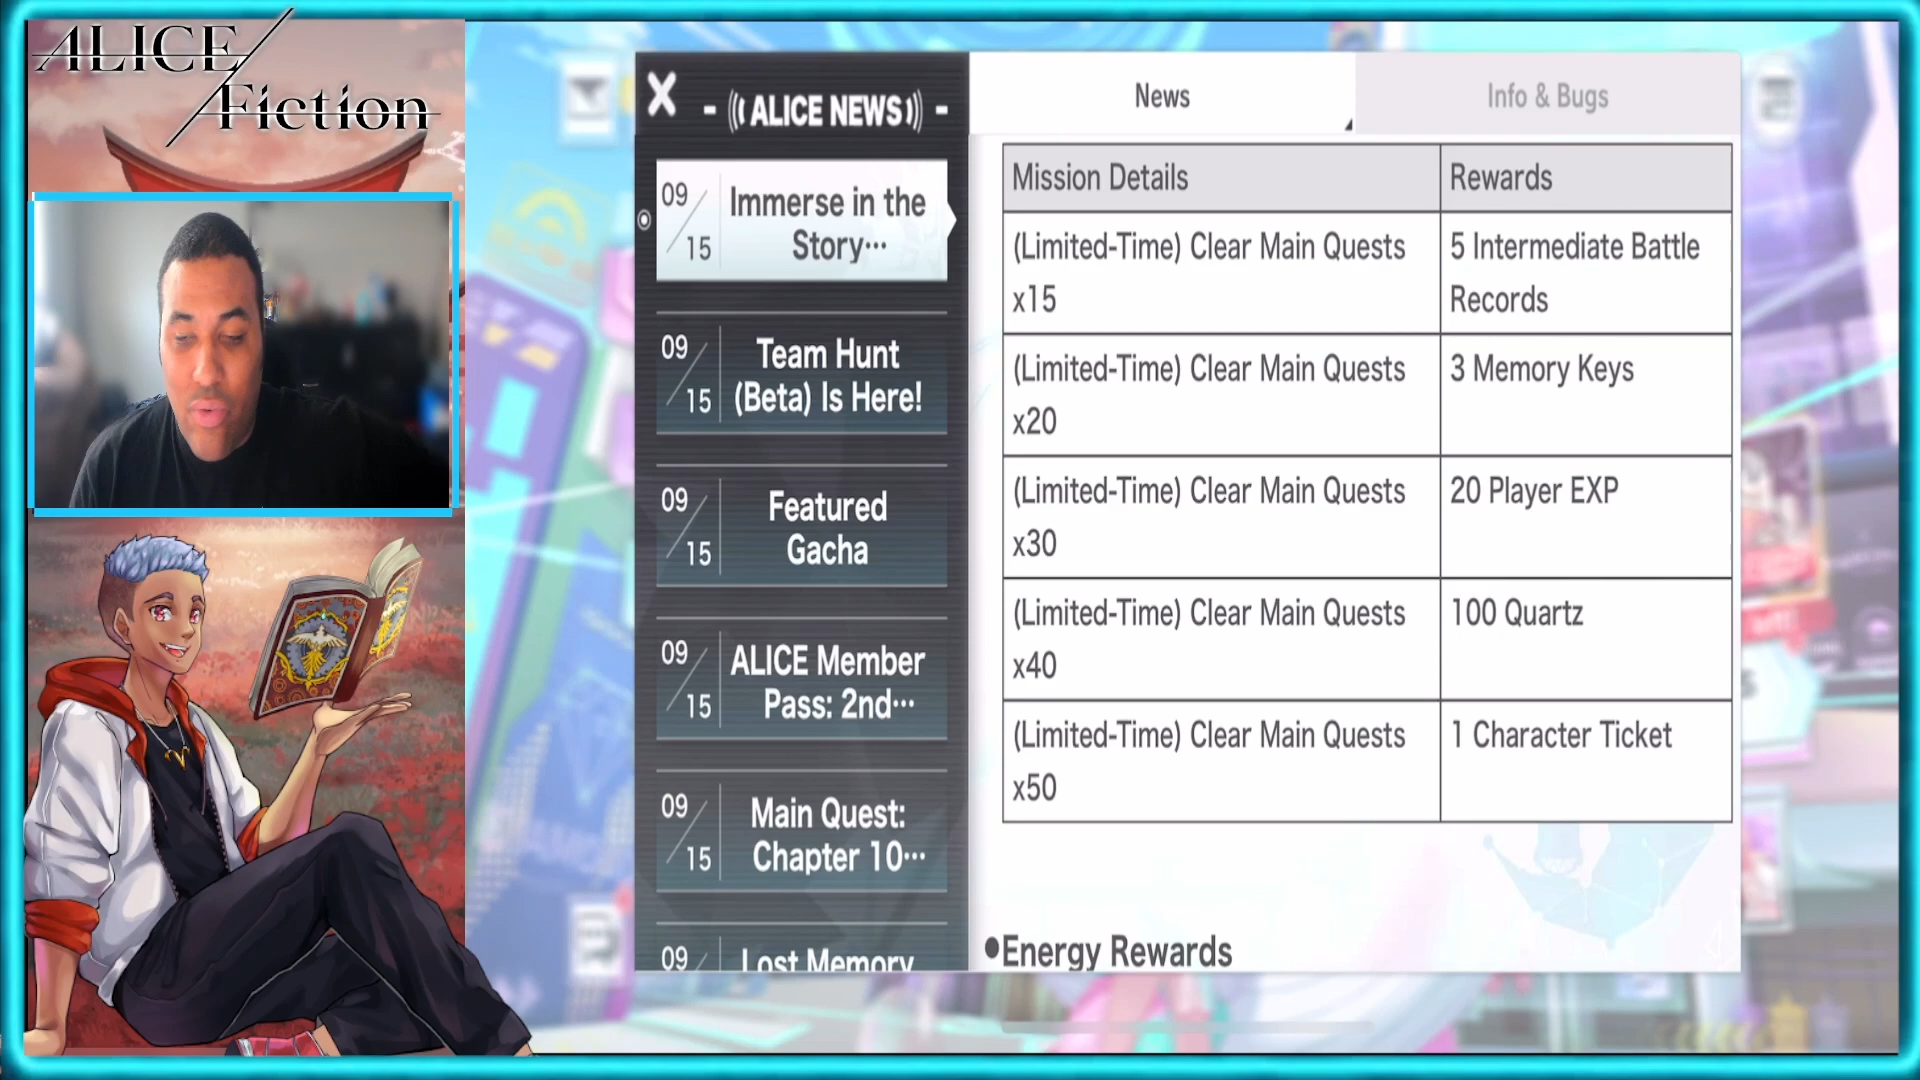 ALICE
Fiction
- ALICE NEWS -
09/15 Immerse in the
Story…
09/15 Team Hunt
(Beta) Is Here!
09/15 Featured
Gacha
09/15 ALICE Member
Pass: 2nd…
09/15 Main Quest:
Chapter 10…
09 Lost Memory
News
Info & Bugs
Mission Details
Rewards
(Limited-Time) Clear Main Quests
x15
5 Intermediate Battle
Records
(Limited-Time) Clear Main Quests
x20
3 Memory Keys
(Limited-Time) Clear Main Quests
x30
20 Player EXP
(Limited-Time) Clear Main Quests
x40
100 Quartz
(Limited-Time) Clear Main Quests
x50
1 Character Ticket
●Energy Rewards